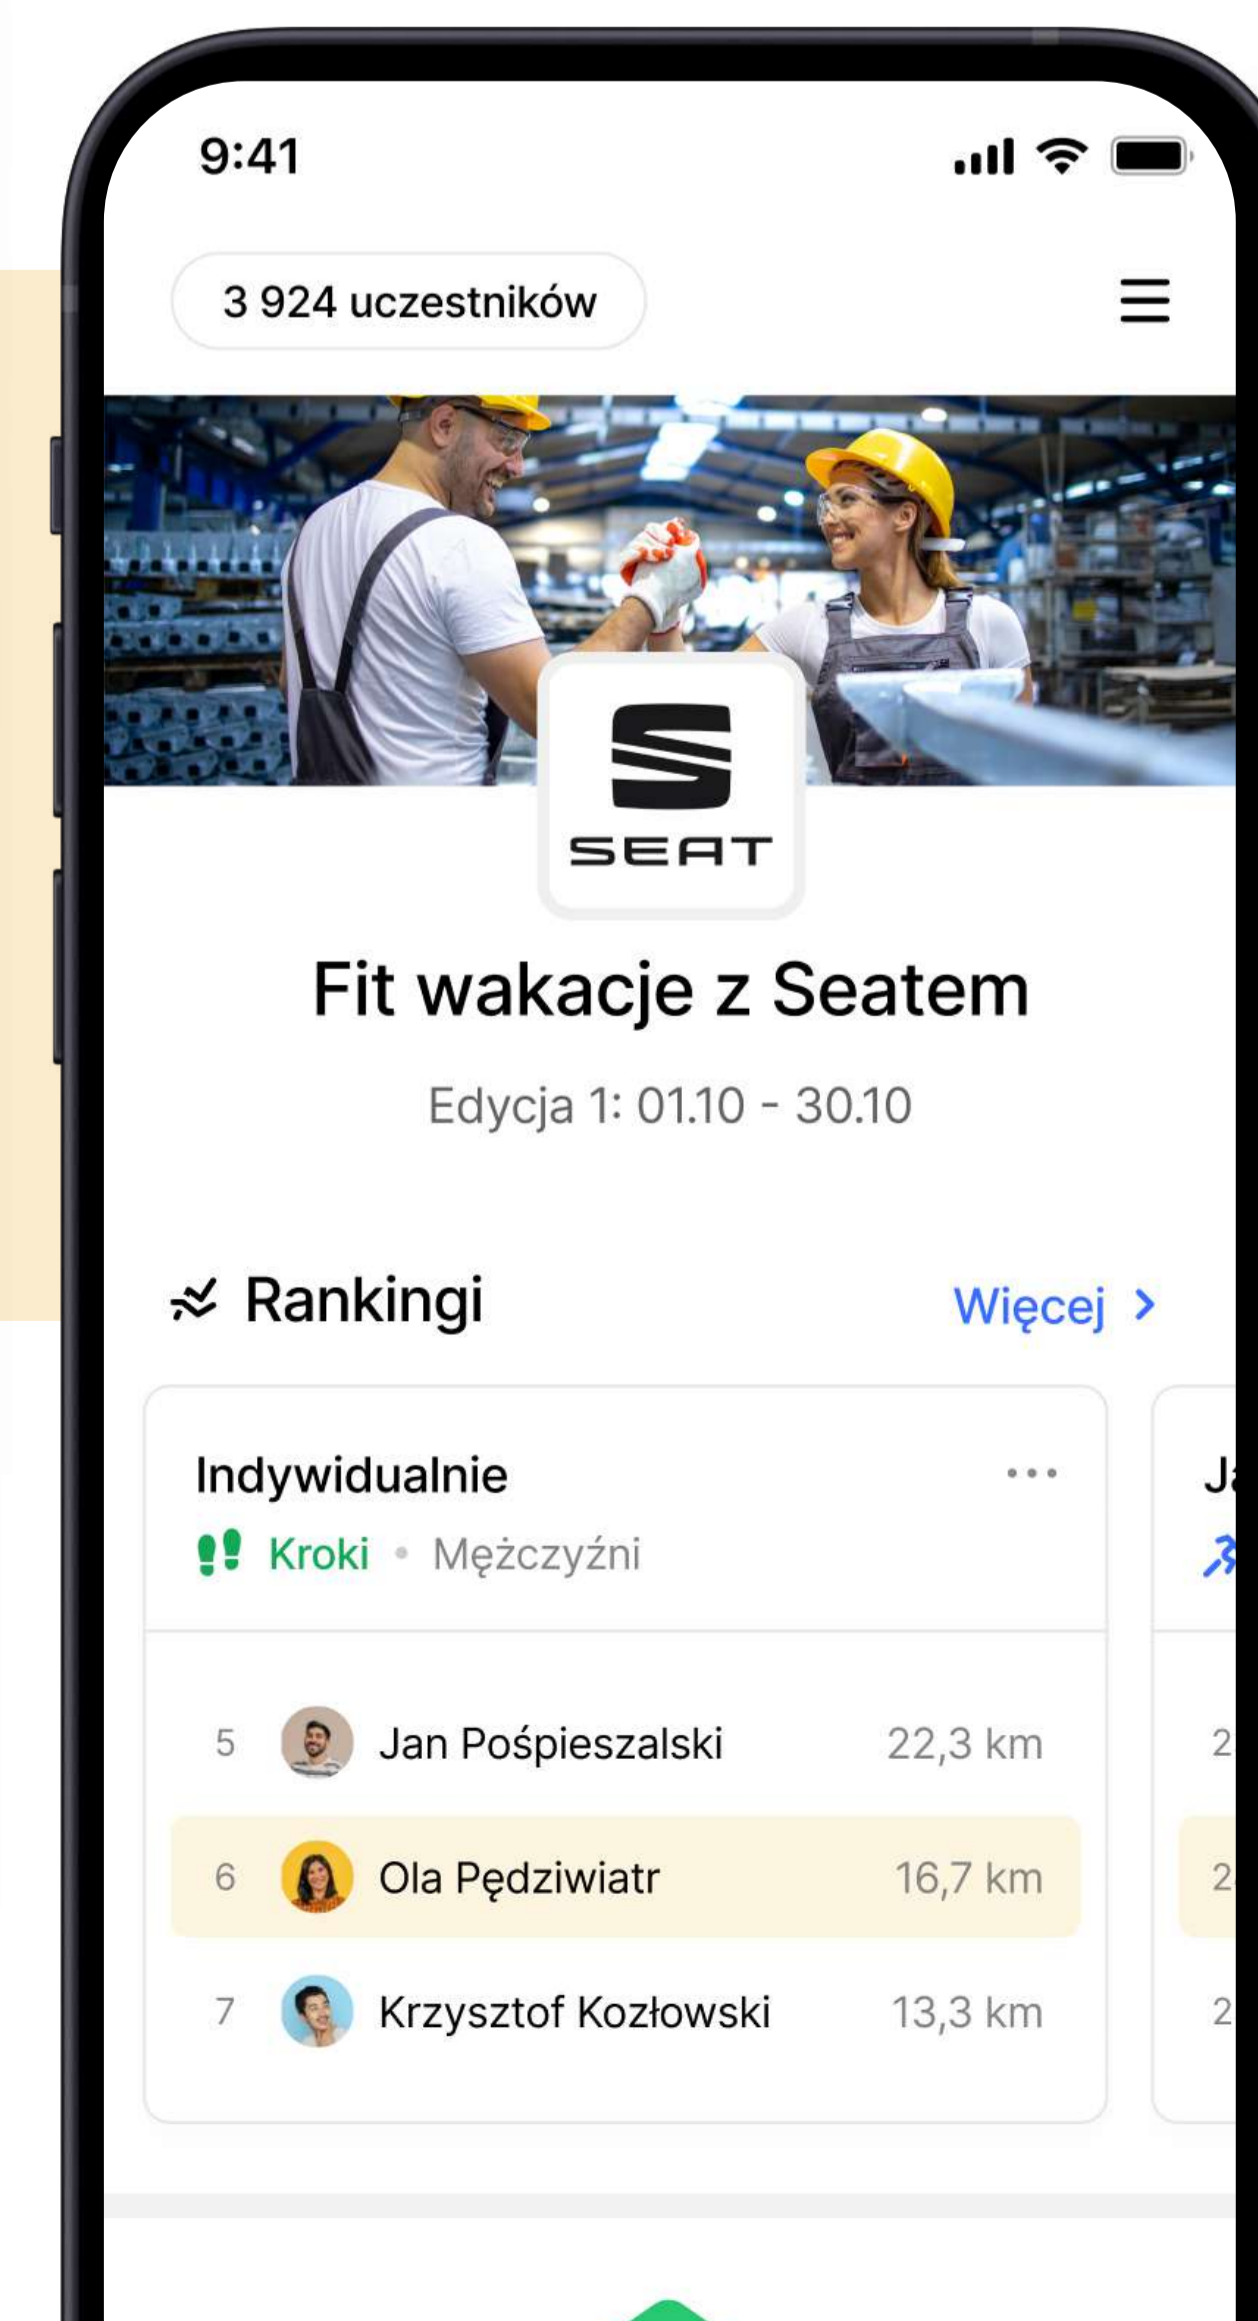 9:41
3 924 uczestników
SEAT
Fit wakacje z Seatem
Edycja 1: 01.10 - 30.10
Rankingi
Więcej
Indywidualnie
Kroki • Mężczyźni
5 Jan Pośpieszalski 22,3 km
6 Ola Pędziwiatr 16,7 km
7 Krzysztof Kozłowski 13,3 km